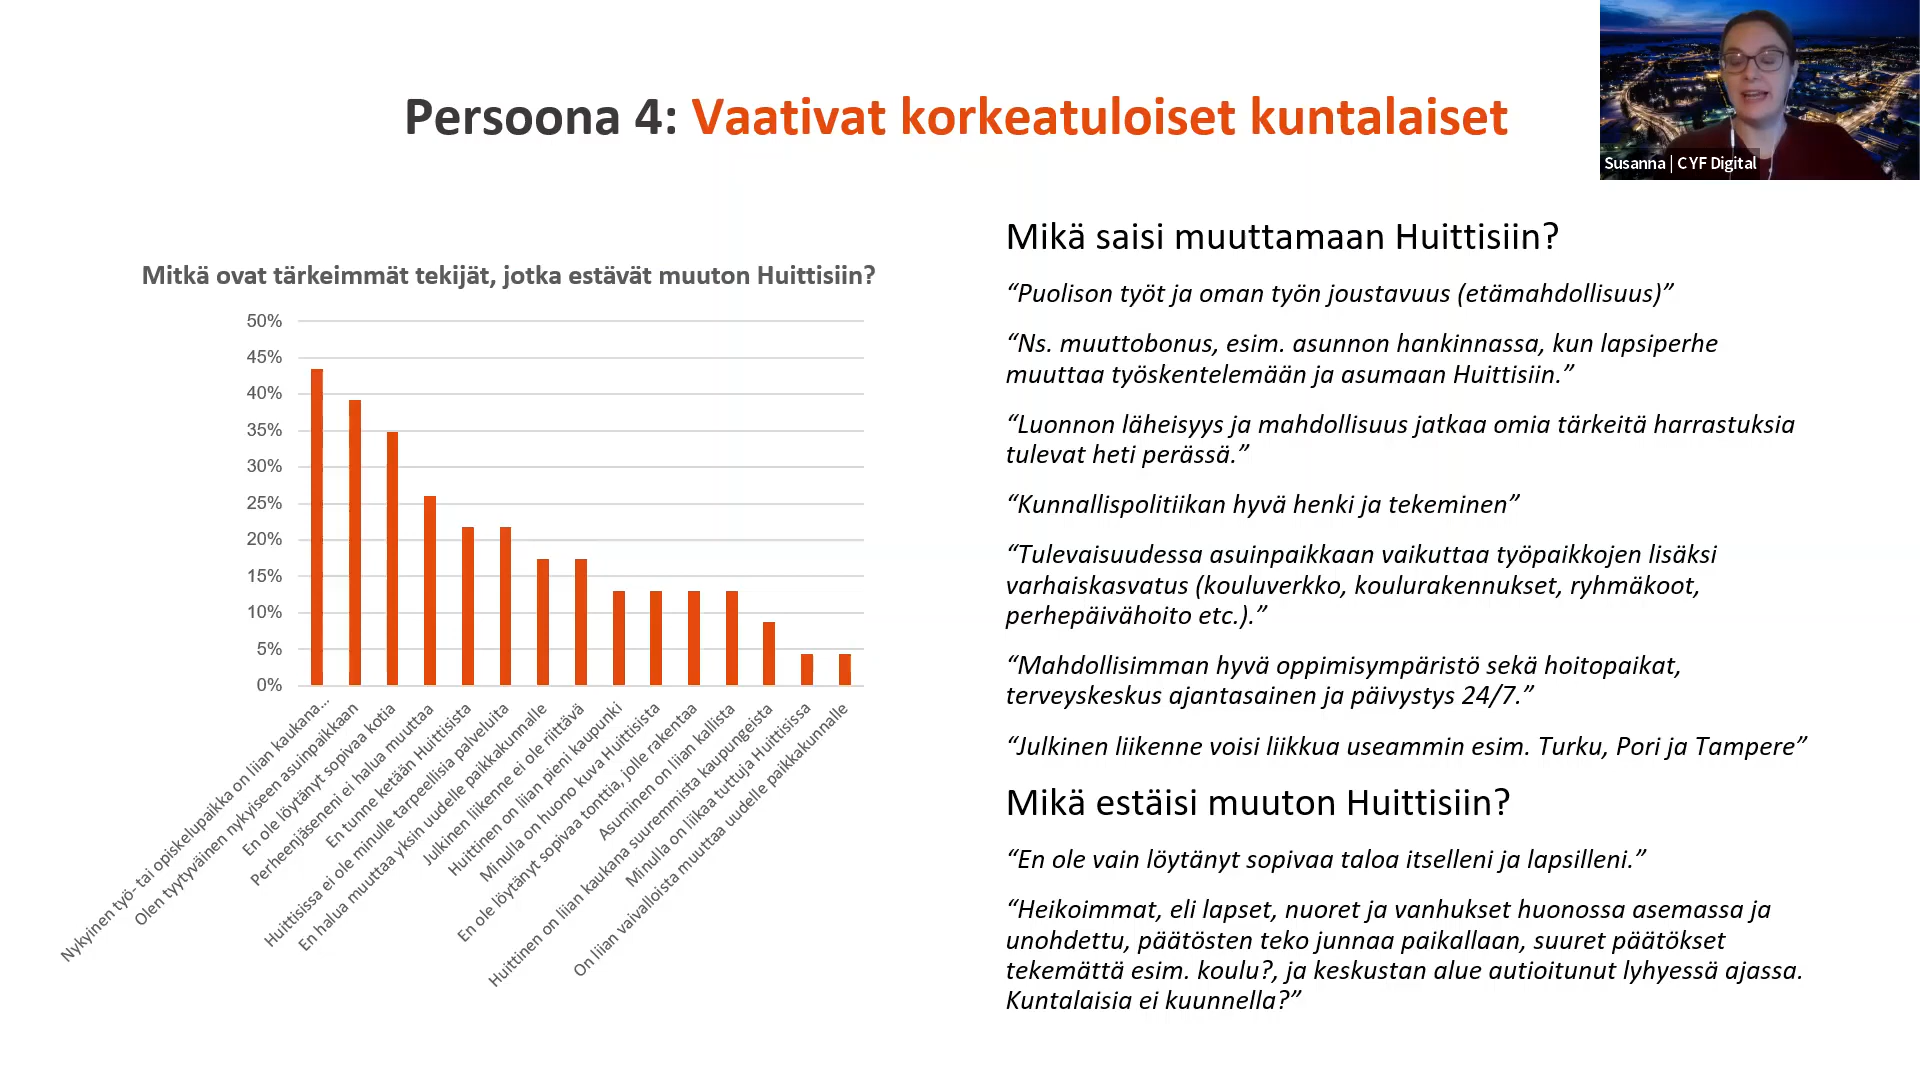 Persoona 4: Vaativat korkeatuloiset kuntalaiset
Susanna | CYF Digital
Mitkä ovat tärkeimmät tekijät, jotka estävät muuton Huittisiin?
50%
45%
40%
35%
30%
25%
20%
15%
10%
5%
0%
Nykyinen työ- tai opiskelupaikka on liian kaukana...
Olen tyytyväinen nykyiseen asuinpaikkaan
En ole löytänyt sopivaa kotia
Perheenjäseneni ei halua muuttaa
En tunne ketään Huittisista
Huittisissa ei ole minulle tarpeellisia palveluita
En halua muuttaa yksin uudelle paikkakunnalle
Julkinen liikenne ei ole riittävä
Huittinen on liian pieni kaupunki
Minulla on huono kuva Huittisista
En ole löytänyt sopivaa tonttia, jolle rakentaa
Asuminen on liian kallista
Huittinen on liian kaukana suuremmista kaupungeista
Minulla on liikaa tuttuja Huittisissa
On liian vaivalloista muuttaa uudelle paikkakunnalle
Mikä saisi muuttamaan Huittisiin?
“Puolison työt ja oman työn joustavuus (etämahdollisuus)”
“Ns. muuttobonus, esim. asunnon hankinnassa, kun lapsiperhe
muuttaa työskentelemään ja asumaan Huittisiin.”
“Luonnon läheisyys ja mahdollisuus jatkaa omia tärkeitä harrastuksia
tulevat heti perässä.”
“Kunnallispolitiikan hyvä henki ja tekeminen”
“Tulevaisuudessa asuinpaikkaan vaikuttaa työpaikkojen lisäksi
varhaiskasvatus (kouluverkko, koulurakennukset, ryhmäkoot,
perhepäivähoito etc.).”
“Mahdollisimman hyvä oppimisympäristö sekä hoitopaikat,
terveyskeskus ajantasainen ja päivystys 24/7.”
“Julkinen liikenne voisi liikkua useammin esim. Turku, Pori ja Tampere”
Mikä estäisi muuton Huittisiin?
“En ole vain löytänyt sopivaa taloa itselleni ja lapsilleni.”
“Heikoimmat, eli lapset, nuoret ja vanhukset huonossa asemassa ja
unohdettu, päätösten teko junnaa paikallaan, suuret päätökset
tekemättä esim. koulu?, ja keskustan alue autioitunut lyhyessä ajassa.
Kuntalaisia ei kuunnella?”